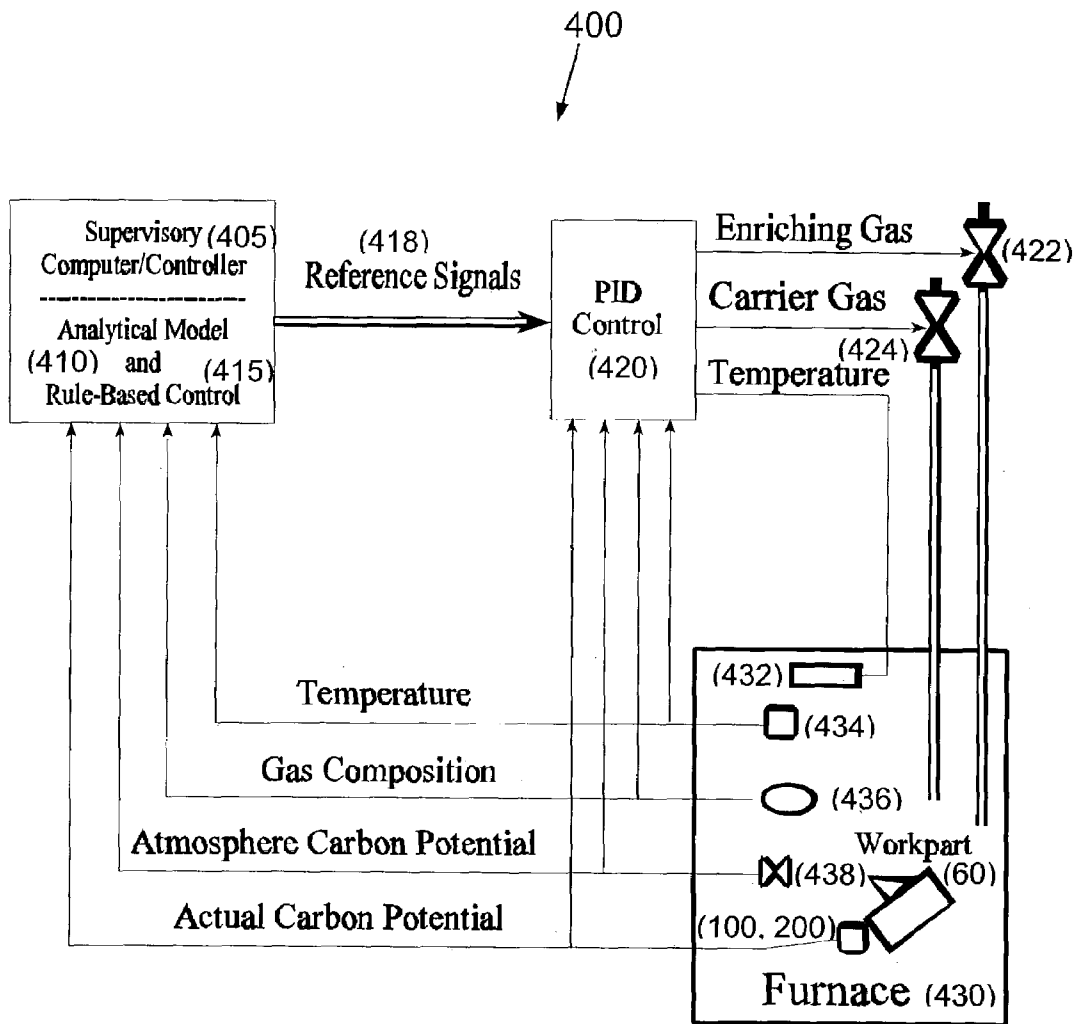 400
Supervisory (405)
Computer/Controller
Analytical Model
(410) and (415)
Rule-Based Control
(418)
Reference Signals
PID
Control
(420)
Enriching Gas
(422)
Carrier Gas
(424)
Temperature
(432)
Temperature
(434)
Gas Composition
(436)
Atmosphere Carbon Potential
(438)
Workpart
(60)
Actual Carbon Potential
(100, 200)
Furnace (430)